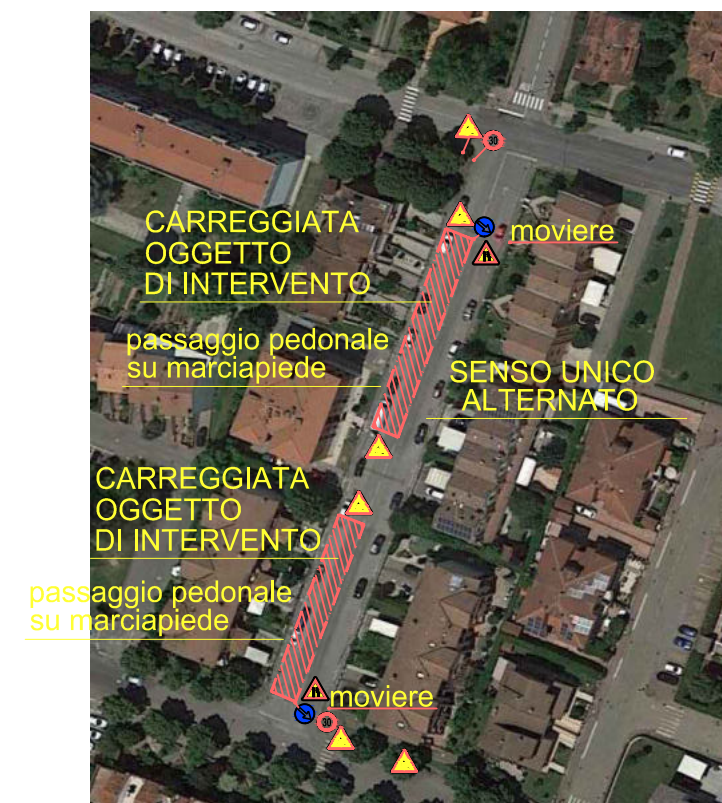 30
CARREGGIATA
OGGETTO
DI INTERVENTO
moviere
passaggio pedonale
su marciapiede
SENSO UNICO
ALTERNATO
CARREGGIATA
OGGETTO
DI INTERVENTO
passaggio pedonale
su marciapiede
moviere
30